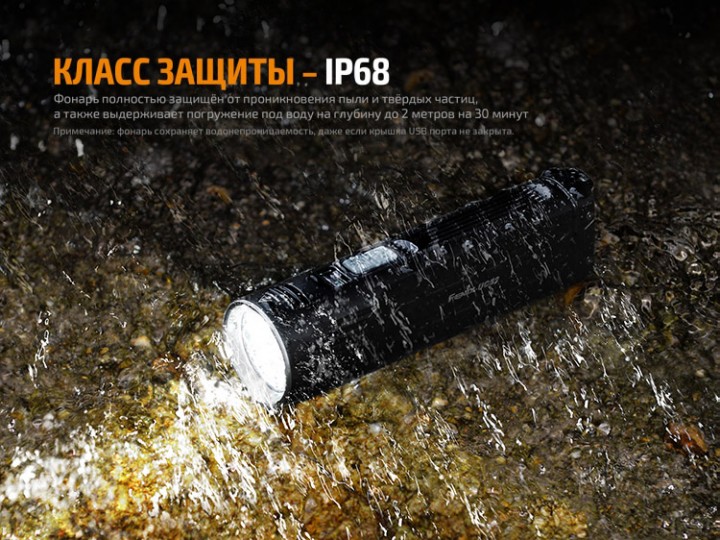 КЛАСС ЗАЩИТЫ – IP68
Фонарь полностью защищён от проникновения пыли и твёрдых частиц,
а также выдерживает погружение под воду на глубину до 2 метров на 30 минут
Примечание: фонарь сохраняет водонепроницаемость, даже если крышка USB порта не закрыта.